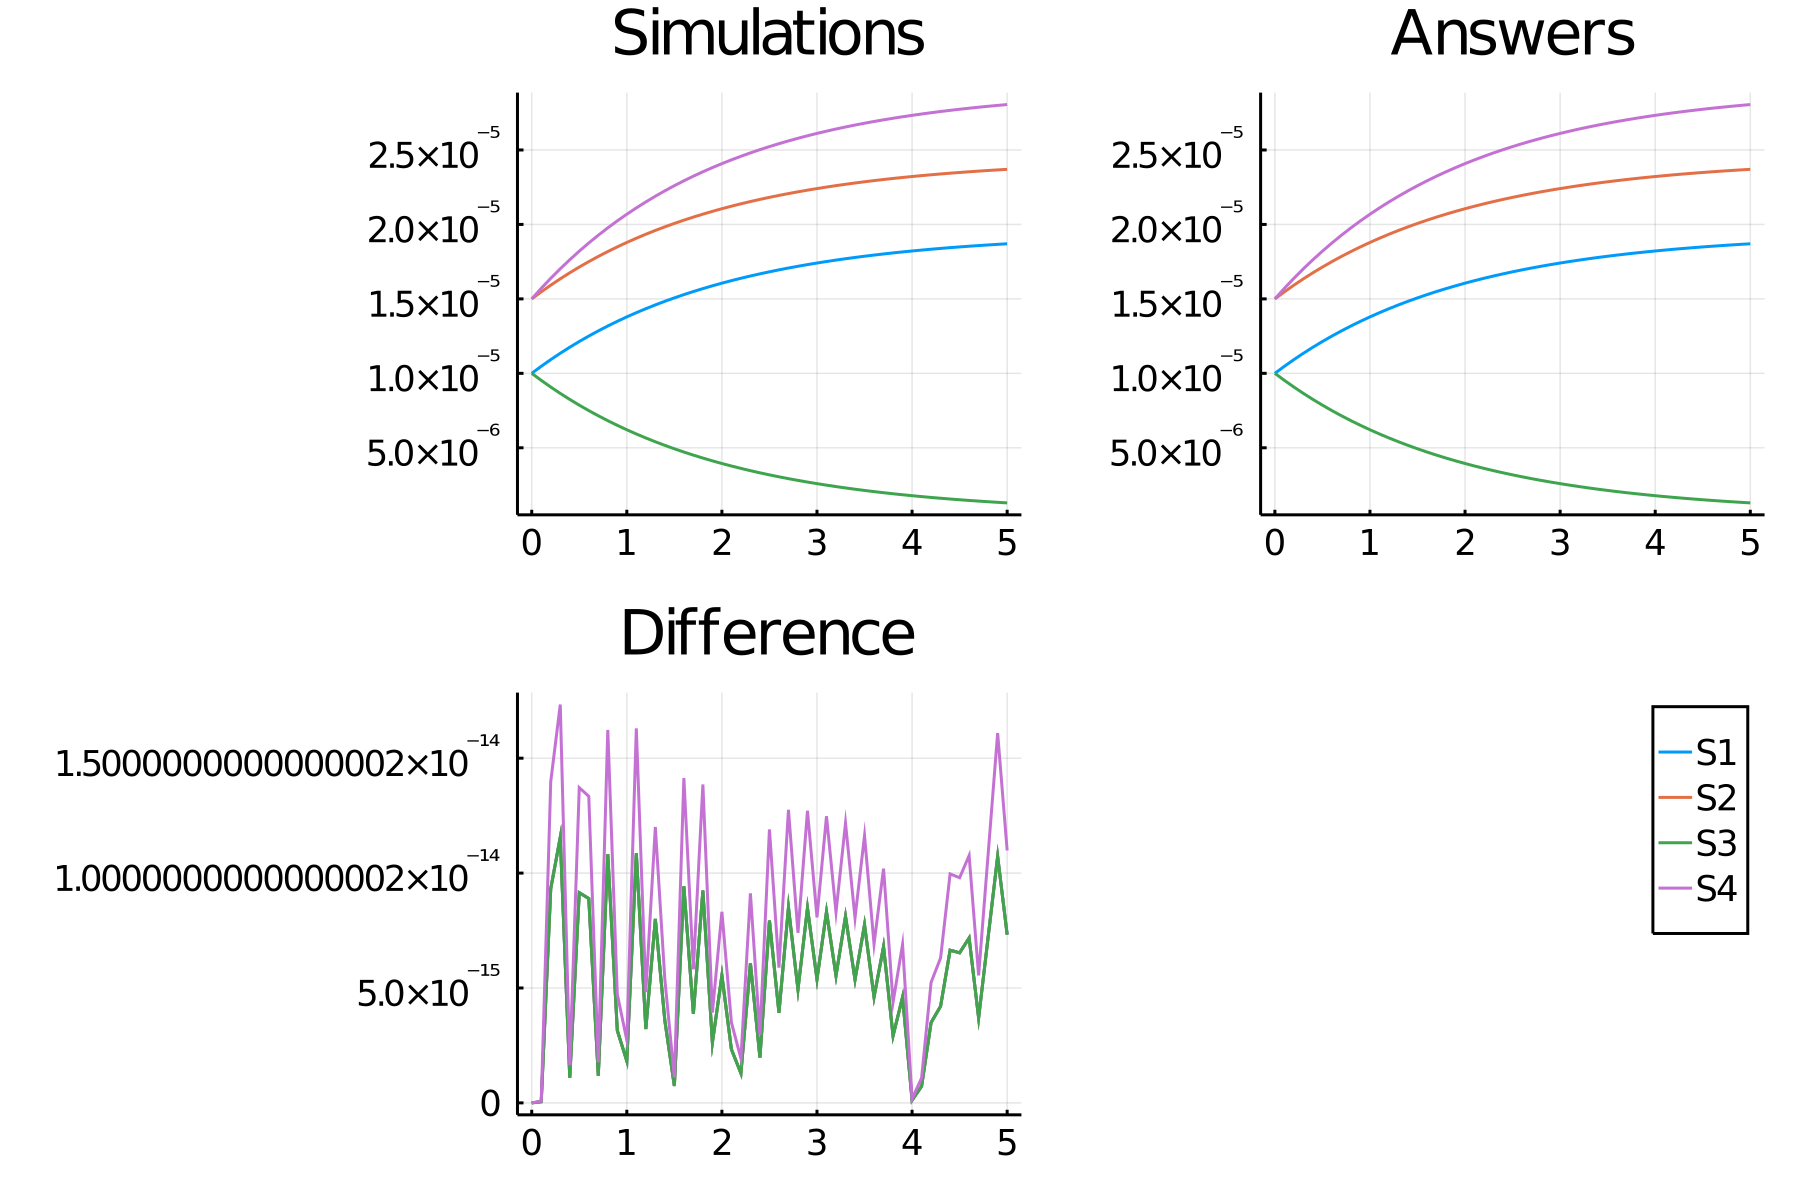 Simulations
2.5×10⁻⁵
2.0×10⁻⁵
1.5×10⁻⁵
1.0×10⁻⁵
5.0×10⁻⁶
0 1 2 3 4 5
Answers
2.5×10⁻⁵
2.0×10⁻⁵
1.5×10⁻⁵
1.0×10⁻⁵
5.0×10⁻⁶
0 1 2 3 4 5
Difference
1.5000000000000002×10⁻¹⁴
1.0000000000000002×10⁻¹⁴
5.0×10⁻¹⁵
0
0 1 2 3 4 5
S1
S2
S3
S4